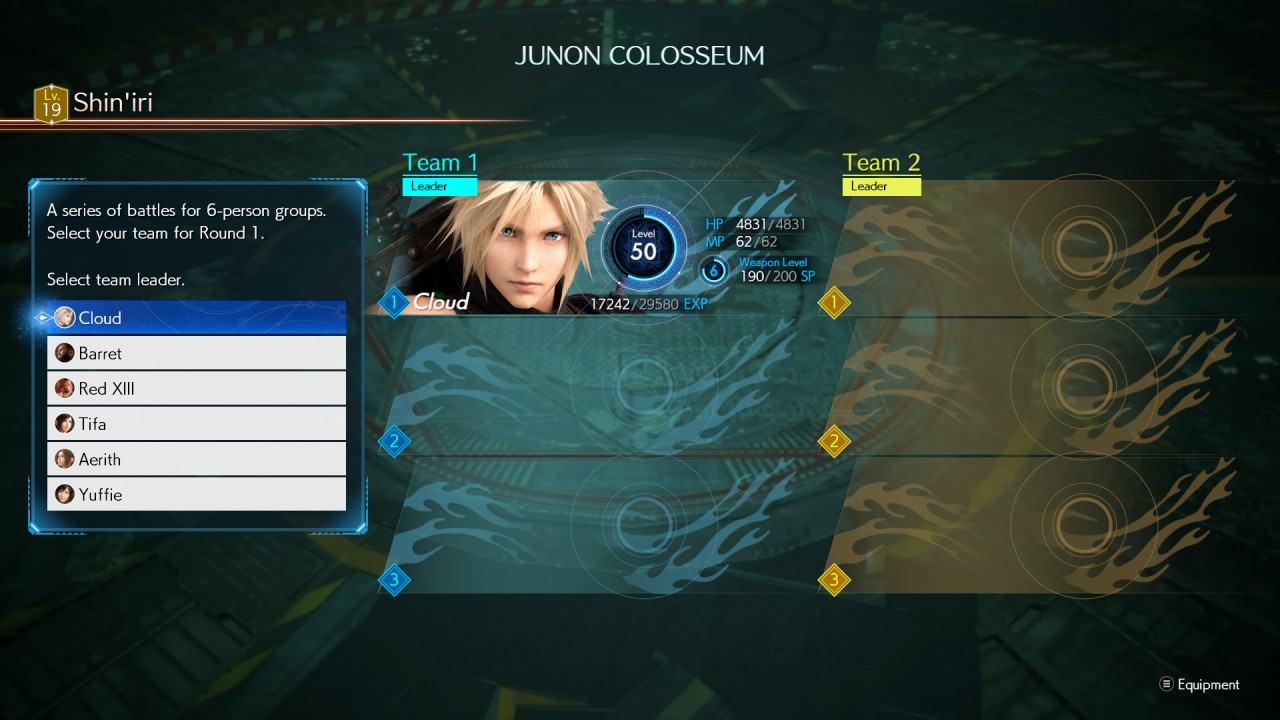 JUNON COLOSSEUM
Lv. 19 Shin'iri
A series of battles for 6-person groups.
Select your team for Round 1.
Select team leader.
Cloud
Barret
Red XIII
Tifa
Aerith
Yuffie
Team 1
Leader
Level
50
HP 4831/4831
MP 62/62
6 Weapon Level
190/200 SP
1 Cloud
17242/29580 EXP
2
3
Team 2
Leader
1
2
3
Equipment